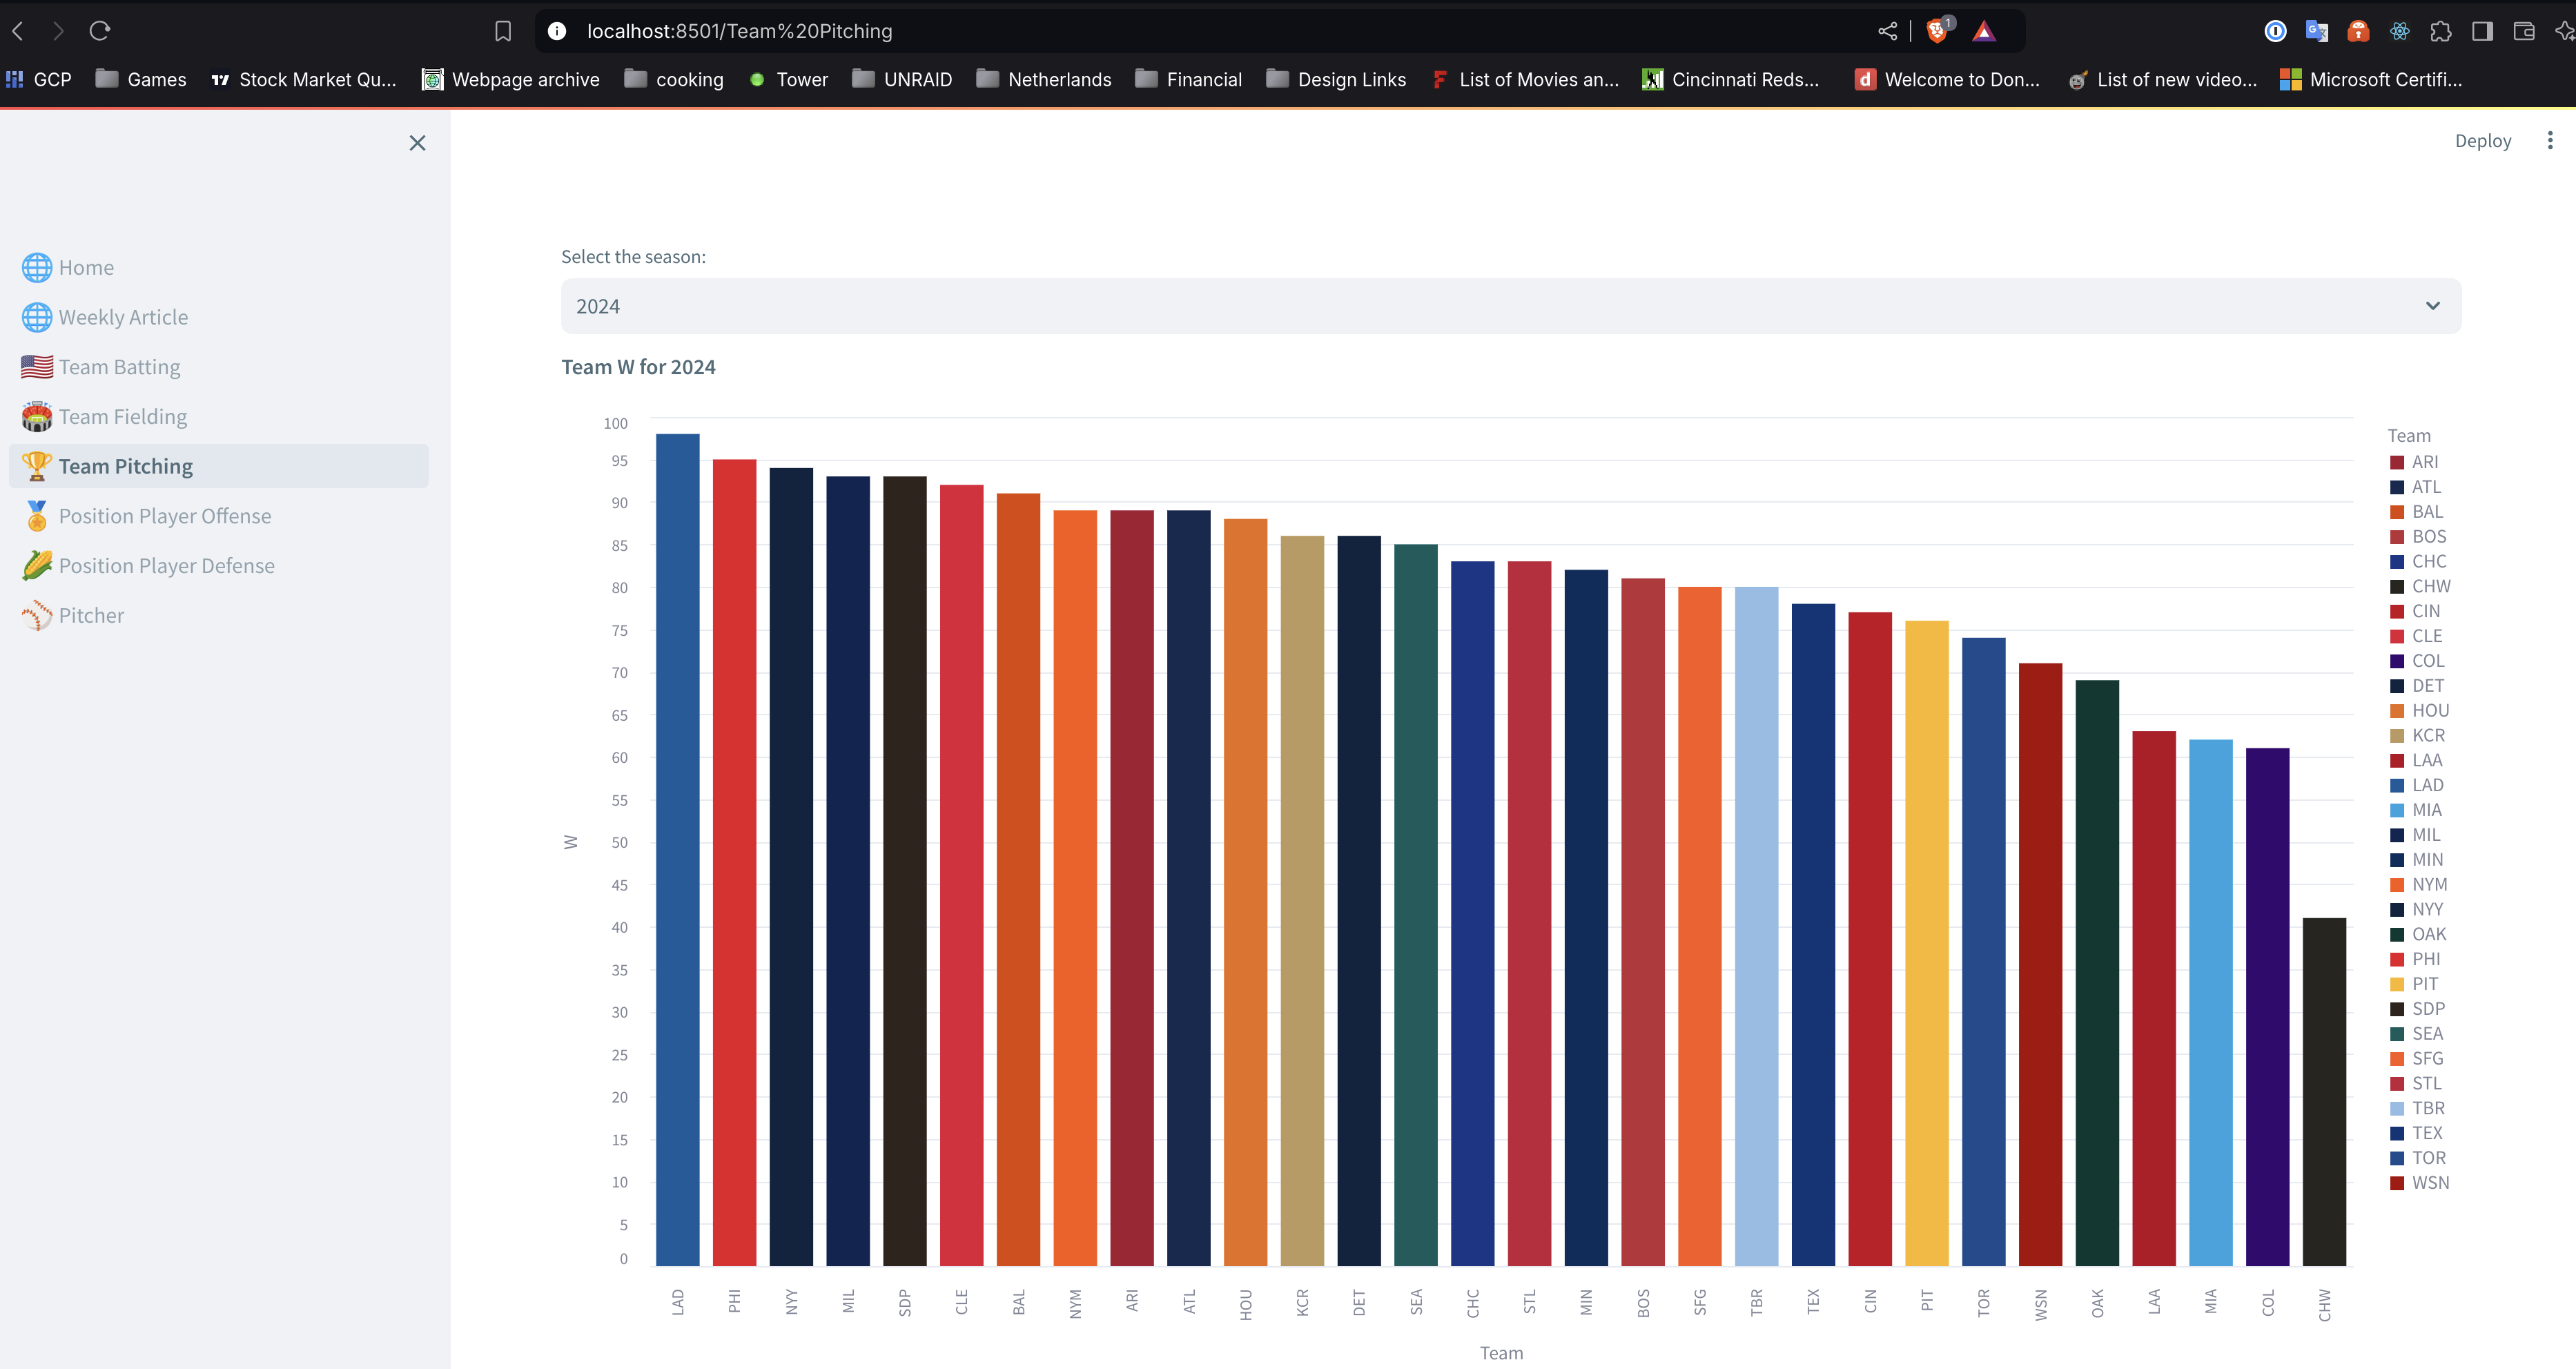 localhost:8501/Team%20Pitching
1
GCP
Games
Stock Market Qu...
Webpage archive
cooking
Tower
UNRAID
Netherlands
Financial
Design Links
List of Movies an...
Cincinnati Reds...
Welcome to Don...
List of new video...
Microsoft Certifi...
Deploy
Home
Weekly Article
Team Batting
Team Fielding
Team Pitching
Position Player Offense
Position Player Defense
Pitcher
Select the season:
2024
Team W for 2024
100
95
90
85
80
75
70
65
60
55
50
45
40
35
30
25
20
15
10
5
0
W
LAD
PHI
NYY
MIL
SDP
CLE
BAL
NYM
ARI
ATL
HOU
KCR
DET
SEA
CHC
STL
MIN
BOS
SFG
TBR
TEX
CIN
PIT
TOR
WSN
OAK
LAA
MIA
COL
CHW
Team
Team
ARI
ATL
BAL
BOS
CHC
CHW
CIN
CLE
COL
DET
HOU
KCR
LAA
LAD
MIA
MIL
MIN
NYM
NYY
OAK
PHI
PIT
SDP
SEA
SFG
STL
TBR
TEX
TOR
WSN